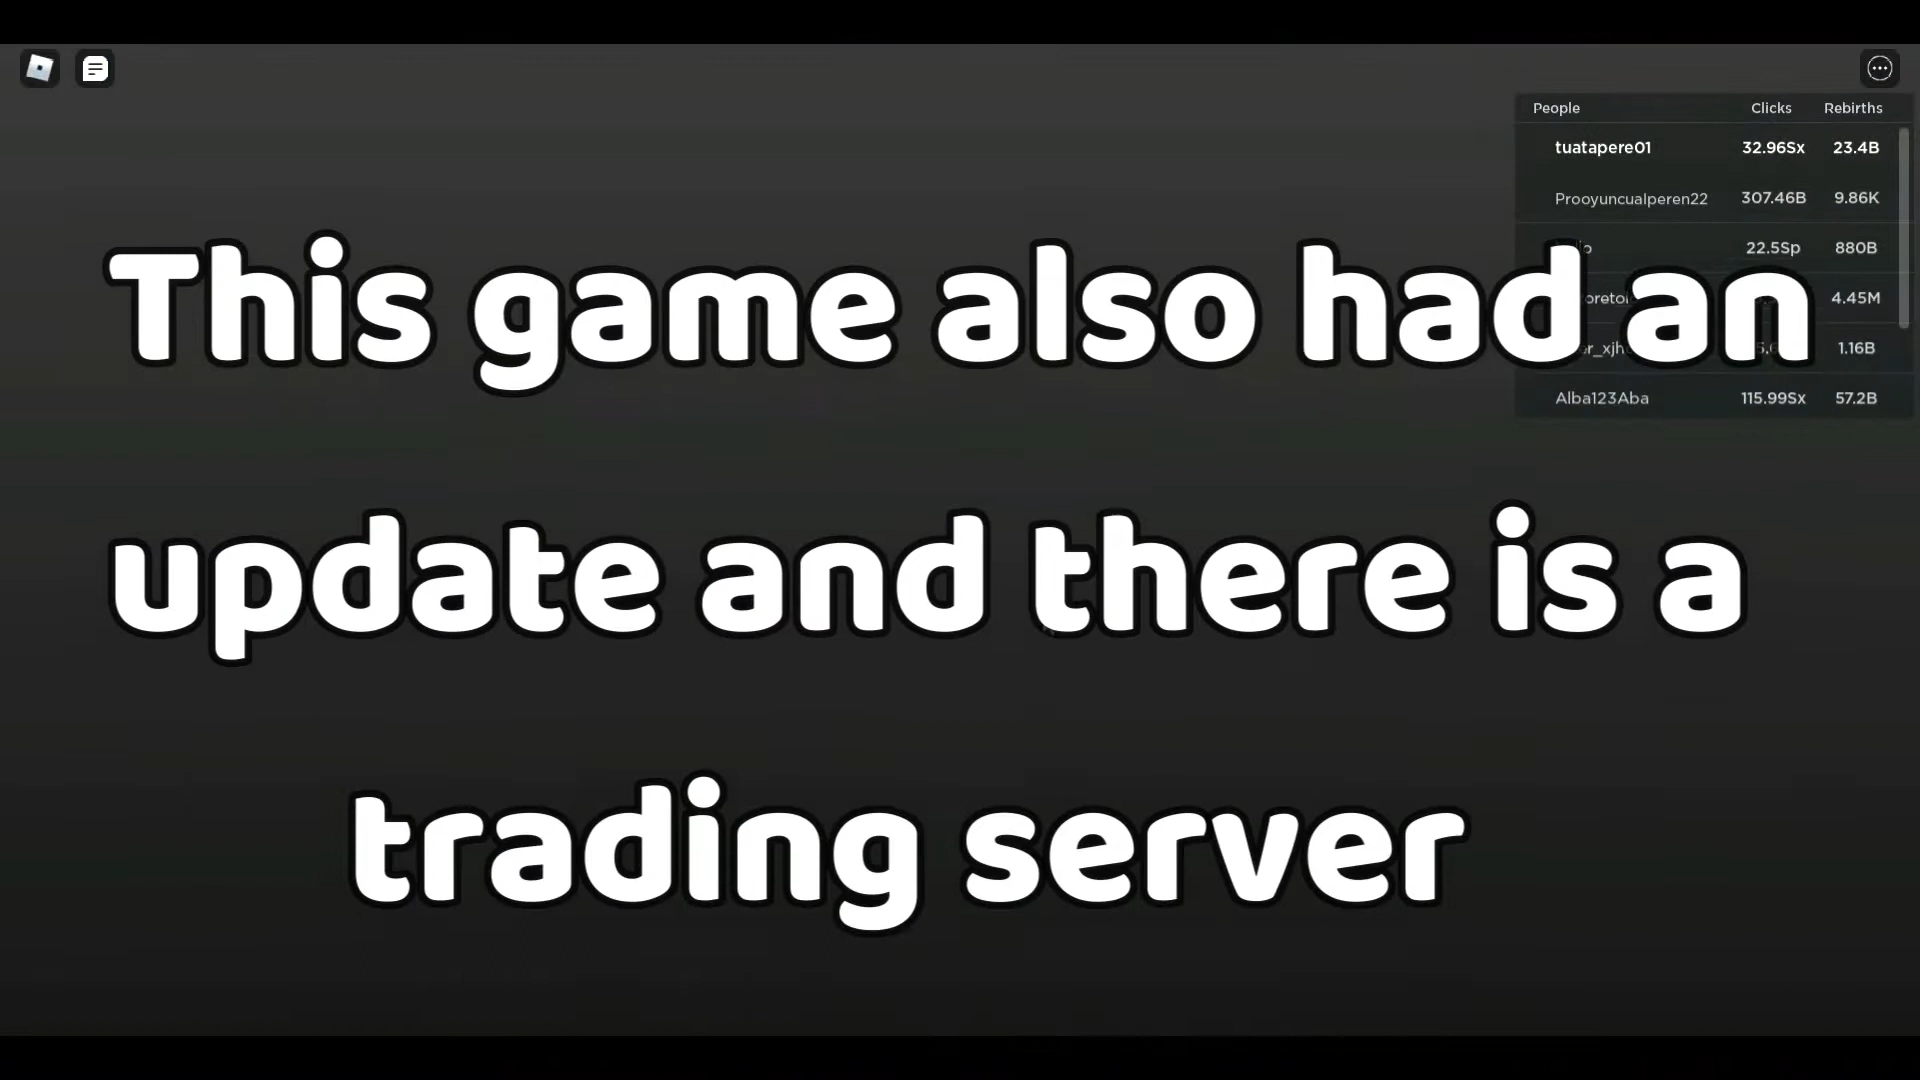 People Clicks Rebirths
tuatapere01 32.96Sx 23.4B
Prooyuncualperen22 307.46B 9.86K
22.5Sp 880B
4.45M
1.16B
Alba123Aba 115.99Sx 57.2B
This game also had an
update and there is a
trading server